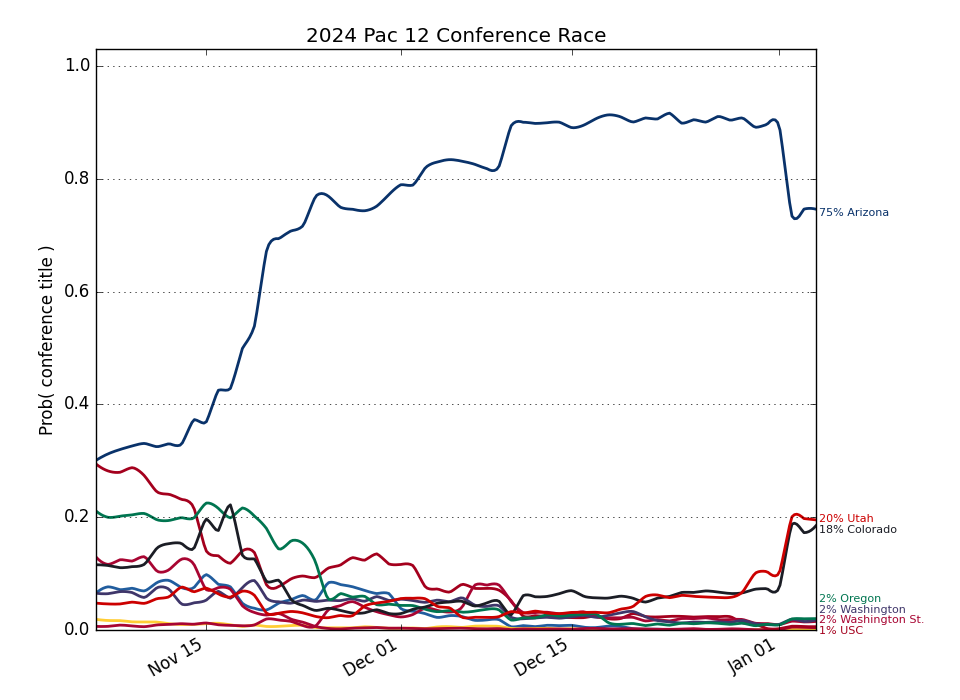 2024 Pac 12 Conference Race
Prob( conference title )
1.0
0.8
0.6
0.4
0.2
0.0
75% Arizona
20% Utah
18% Colorado
2% Oregon
2% Washington
2% Washington St.
1% USC
Nov 15
Dec 01
Dec 15
Jan 01